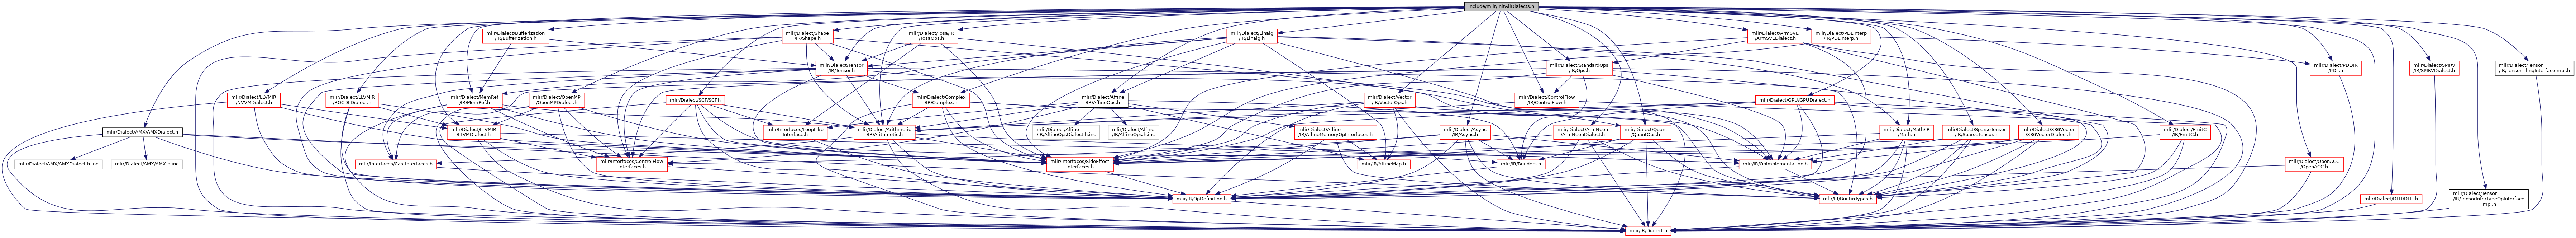 include/mlir/InitAllDialects.h
mlir/Dialect/Bufferization
/IR/Bufferization.h
mlir/Dialect/Shape
/IR/Shape.h
mlir/Dialect/Tosa/IR
/TosaOps.h
mlir/Dialect/Linalg
/IR/Linalg.h
mlir/Dialect/ArmSVE
/ArmSVEDialect.h
mlir/Dialect/PDLInterp
/IR/PDLInterp.h
mlir/Dialect/Tensor
/IR/Tensor.h
mlir/Dialect/StandardOps
/IR/Ops.h
mlir/Dialect/PDL/IR
/PDL.h
mlir/Dialect/SPIRV
/IR/SPIRVDialect.h
mlir/Dialect/Tensor
/IR/TensorTilingInterfaceImpl.h
mlir/Dialect/LLVMIR
/NVVMDialect.h
mlir/Dialect/LLVMIR
/ROCDLDialect.h
mlir/Dialect/MemRef
/IR/MemRef.h
mlir/Dialect/OpenMP
/OpenMPDialect.h
mlir/Dialect/SCF/SCF.h
mlir/Dialect/Complex
/IR/Complex.h
mlir/Dialect/Affine
/IR/AffineOps.h
mlir/Dialect/Vector
/IR/VectorOps.h
mlir/Dialect/ControlFlow
/IR/ControlFlow.h
mlir/Dialect/GPU/GPUDialect.h
mlir/Dialect/AMX/AMXDialect.h
mlir/Dialect/LLVMIR
/LLVMDialect.h
mlir/Interfaces/LoopLike
Interface.h
mlir/Dialect/Arithmetic
/IR/Arithmetic.h
mlir/Dialect/Affine
/IR/AffineOpsDialect.h.inc
mlir/Dialect/Affine
/IR/AffineOps.h.inc
mlir/Dialect/Affine
/IR/AffineMemoryOpInterfaces.h
mlir/Dialect/Async
/IR/Async.h
mlir/Dialect/ArmNeon
/ArmNeonDialect.h
mlir/Dialect/Quant
/QuantOps.h
mlir/Dialect/Math/IR
/Math.h
mlir/Dialect/SparseTensor
/IR/SparseTensor.h
mlir/Dialect/X86Vector
/X86VectorDialect.h
mlir/Dialect/EmitC
/IR/EmitC.h
mlir/Dialect/AMX/AMXDialect.h.inc
mlir/Dialect/AMX/AMX.h.inc
mlir/Interfaces/CastInterfaces.h
mlir/Interfaces/ControlFlow
Interfaces.h
mlir/Interfaces/SideEffect
Interfaces.h
mlir/IR/AffineMap.h
mlir/IR/Builders.h
mlir/IR/OpImplementation.h
mlir/Dialect/OpenACC
/OpenACC.h
mlir/IR/OpDefinition.h
mlir/IR/BuiltinTypes.h
mlir/Dialect/DLTI/DLTI.h
mlir/Dialect/Tensor
/IR/TensorInferTypeOpInterface
Impl.h
mlir/IR/Dialect.h